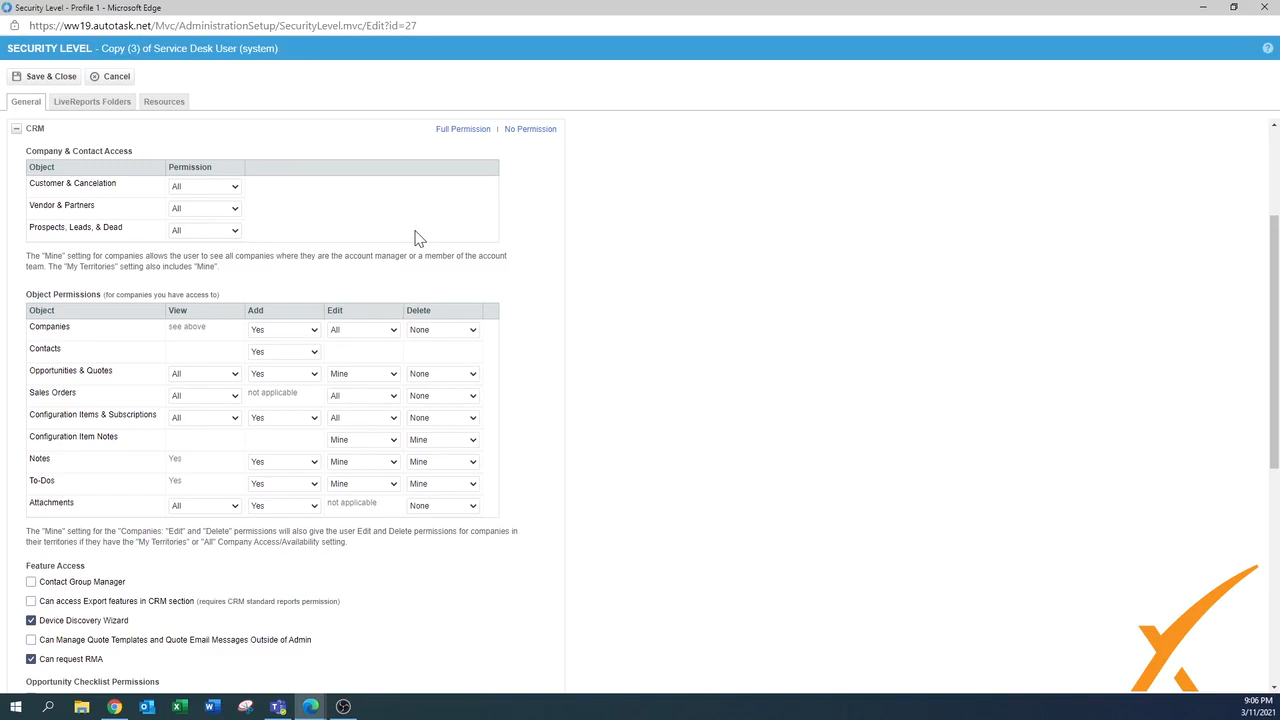 Security Level - Profile 1 - Microsoft Edge
https://ww19.autotask.net/Mvc/AdministrationSetup/SecurityLevel.mvc/Edit?id=27
SECURITY LEVEL - Copy (3) of Service Desk User (system)
?
Save & Close Cancel
General LiveReports Folders Resources
CRM Full Permission | No Permission
Company & Contact Access
Object Permission
Customer & Cancelation All
Vendor & Partners All
Prospects, Leads, & Dead All
The "Mine" setting for companies allows the user to see all companies where they are the account manager or a member of the account
team. The "My Territories" setting also includes "Mine".
Object Permissions (for companies you have access to)
Object View Add Edit Delete
Companies see above Yes All None
Contacts Yes
Opportunities & Quotes All Yes Mine None
Sales Orders All not applicable All None
Configuration Items & Subscriptions All Yes All None
Configuration Item Notes Mine Mine
Notes Yes Yes Mine Mine
To-Dos Yes Yes Mine Mine
Attachments All Yes not applicable None
The "Mine" setting for the "Companies: "Edit" and "Delete" permissions will also give the user Edit and Delete permissions for companies in
their territories if they have the "My Territories" or "All" Company Access/Availability setting.
Feature Access
Contact Group Manager
Can access Export features in CRM section (requires CRM standard reports permission)
Device Discovery Wizard
Can Manage Quote Templates and Quote Email Messages Outside of Admin
Can request RMA
Opportunity Checklist Permissions
9:06 PM
3/11/2021